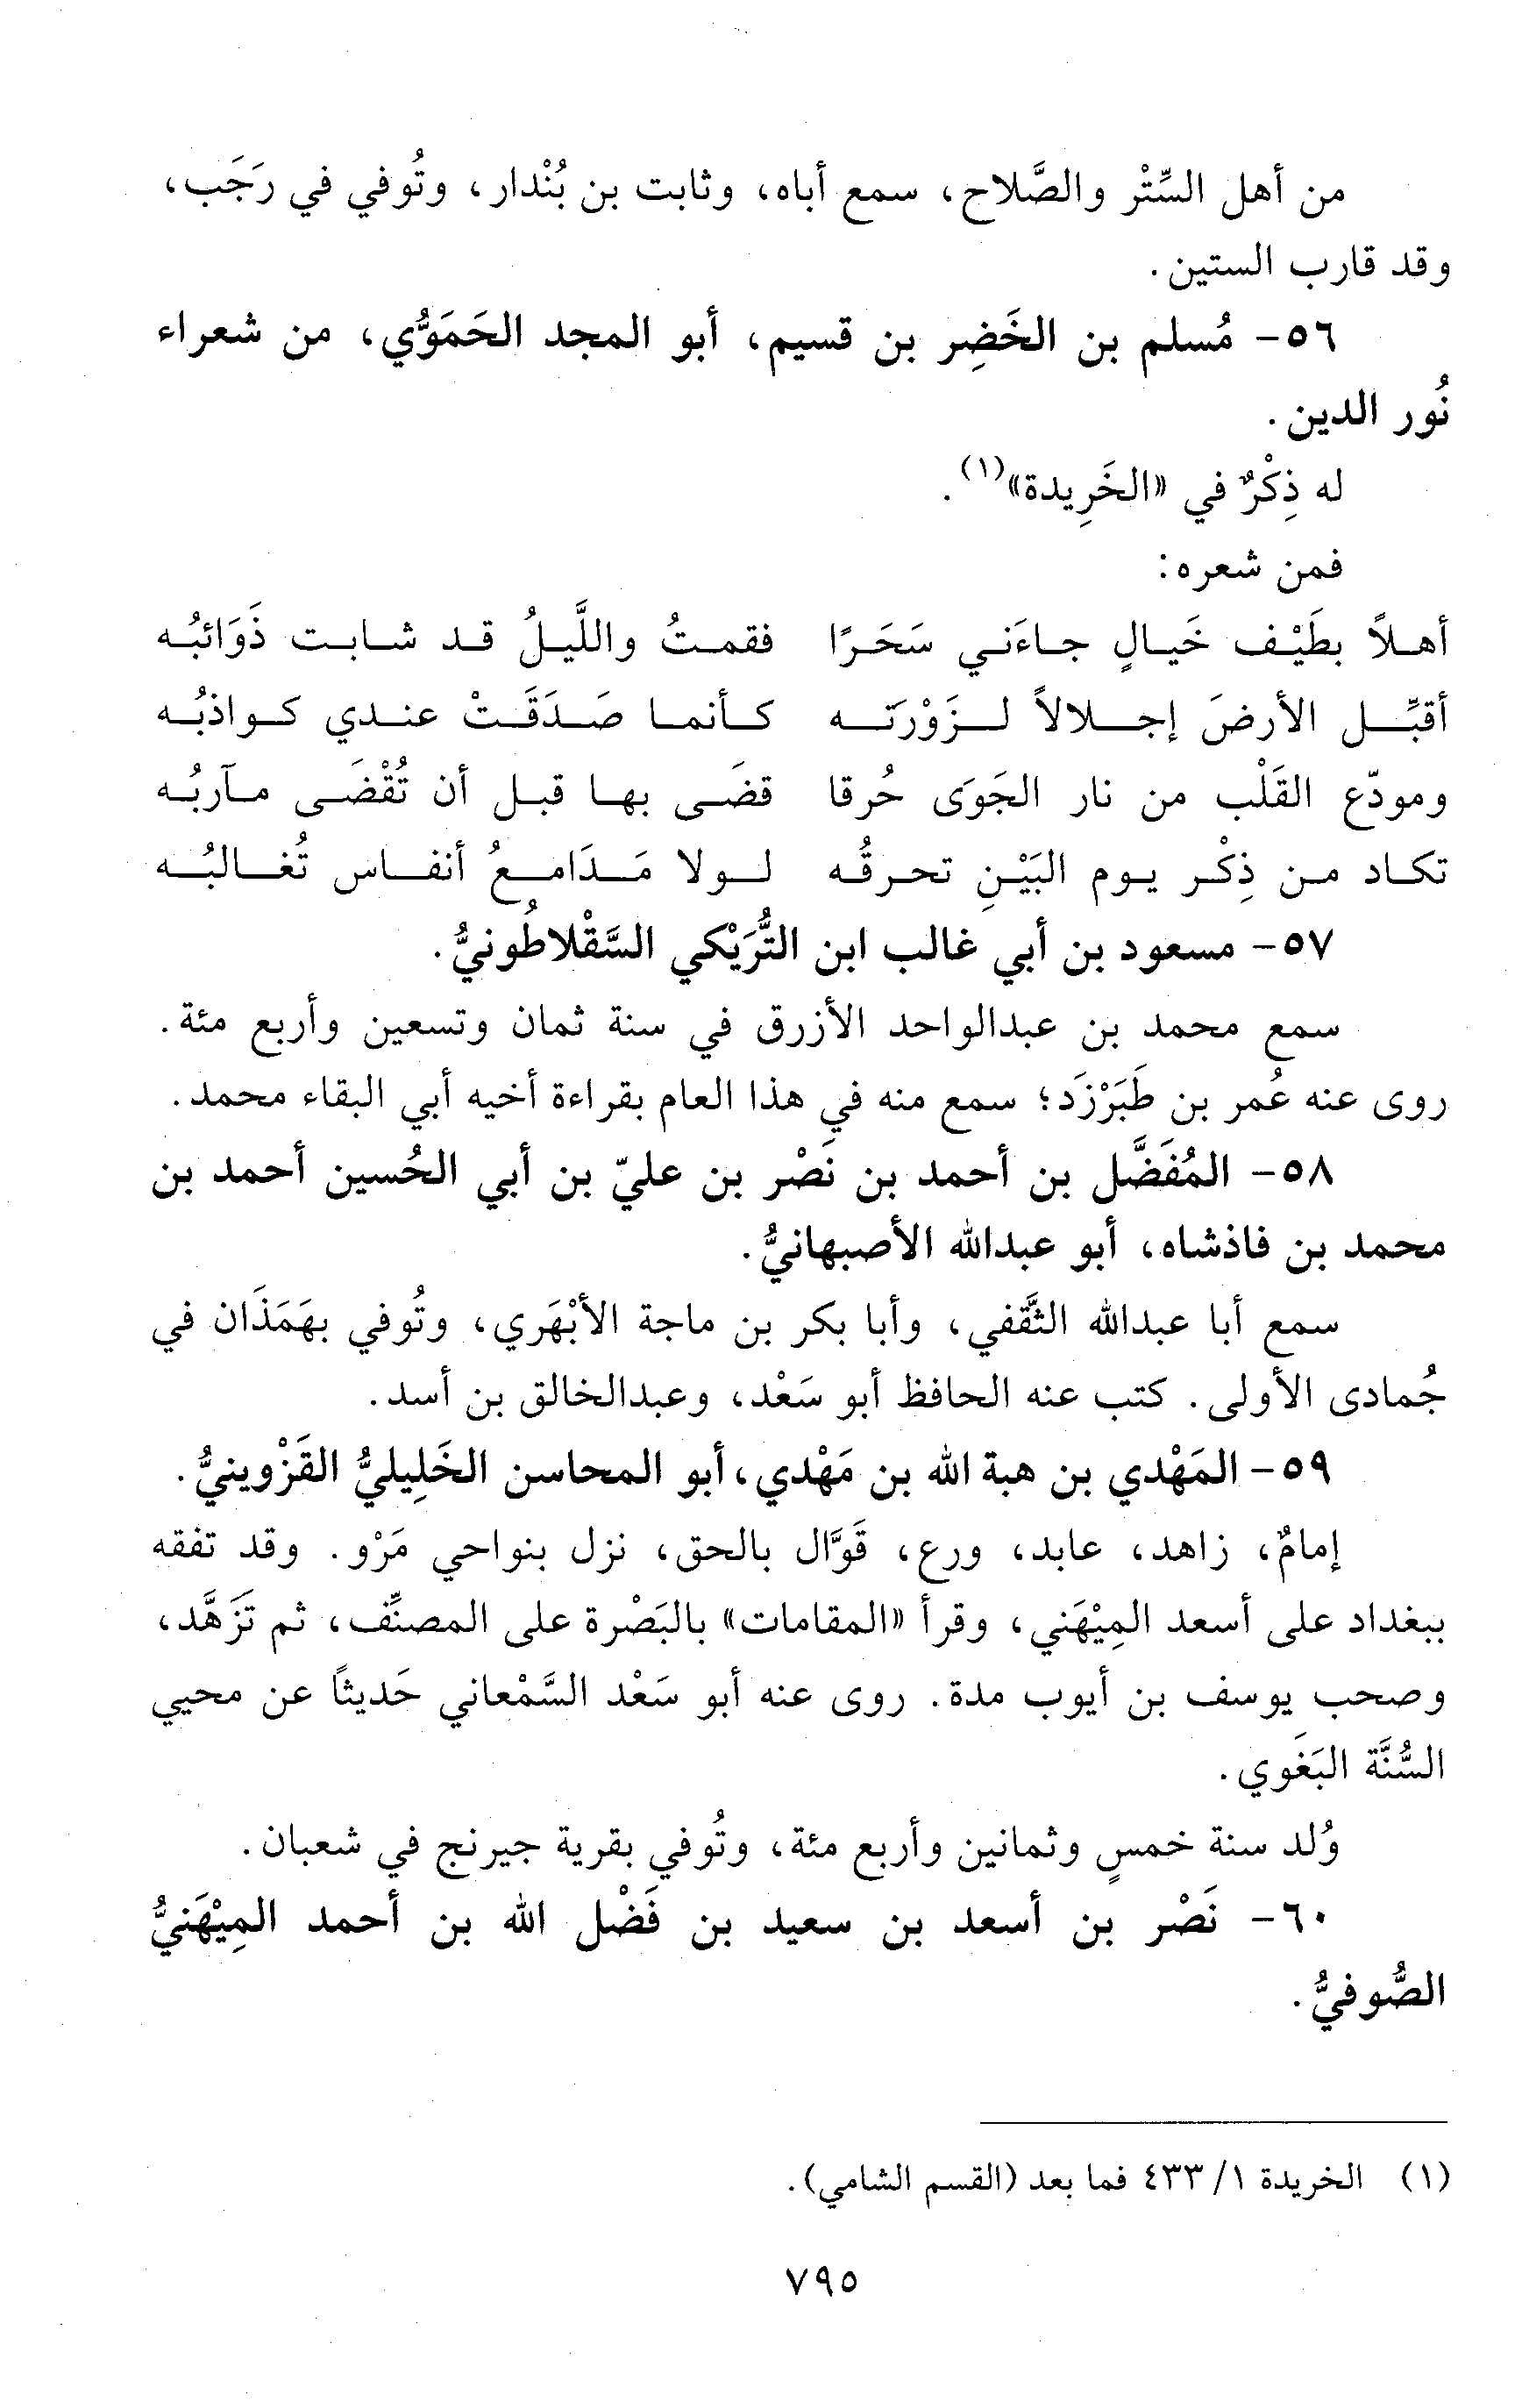 من أهل السِّتْر والصَّلاح، سمع أباه، وثابت بن بُنْدار، وتُوفي في رَجَب،
وقد قارب الستين.
٥٦- مُسلم بن الخَضِر بن قسيم، أبو المجد الحَمَوُّي، من شعراء
نُور الدين.
له ذِكْرٌ في «الخَرِيدة»(١).
فمن شعره:
أهلاً بطَيْف خَيالٍ جاءَني سَحَرًا فقمتُ واللَّيلُ قد شابت ذَوَائبُه
أقبِّل الأرضَ إجلالاً لزَوْرَته كأنما صَدَقَتْ عندي كواذبُه
ومودّع القَلْب من نار الجَوَى حُرقا قضَى بها قبل أن تُقْضَى مآربُه
تكاد من ذِكْر يوم البَيْنِ تحرقُه لولا مَدَامعُ أنفاس تُغالبُه
٥٧- مسعود بن أبي غالب ابن التُّرَيْكي السَّقْلاطُونيُّ.
سمع محمد بن عبدالواحد الأزرق في سنة ثمان وتسعين وأربع مئة.
روى عنه عُمر بن طَبَرْزَد؛ سمع منه في هذا العام بقراءة أخيه أبي البقاء محمد.
٥٨- المُفَضَّل بن أحمد بن نَصْر بن عليّ بن أبي الحُسين أحمد بن
محمد بن فاذشاه، أبو عبدالله الأصبهانيُّ.
سمع أبا عبدالله الثَّقفي، وأبا بكر بن ماجة الأبْهَري، وتُوفي بهَمَذَان في
جُمادى الأولى. كتب عنه الحافظ أبو سَعْد، وعبدالخالق بن أسد.
٥٩- المَهْدي بن هبة الله بن مَهْدي، أبو المحاسن الخَلِيليُّ القَزْوينيُّ.
إمامٌ، زاهد، عابد، ورع، قَوَّال بالحق، نزل بنواحي مَرْو. وقد تفقه
ببغداد على أسعد المِيْهَني، وقرأ «المقامات» بالبَصْرة على المصنِّف، ثم تَزَهَّد،
وصحب يوسف بن أيوب مدة. روى عنه أبو سَعْد السَّمْعاني حَديثاً عن محيي
السُّنَّة البَغَوي.
وُلد سنة خمسٍ وثمانين وأربع مئة، وتُوفي بقرية جيرنج في شعبان.
٦٠- نَصْر بن أسعد بن سعيد بن فَضْل الله بن أحمد المِيْهَنيُّ
الصُّوفيُّ.
(١) الخريدة ١/ ٤٣٣ فما بعد (القسم الشامي).
٧٩٥